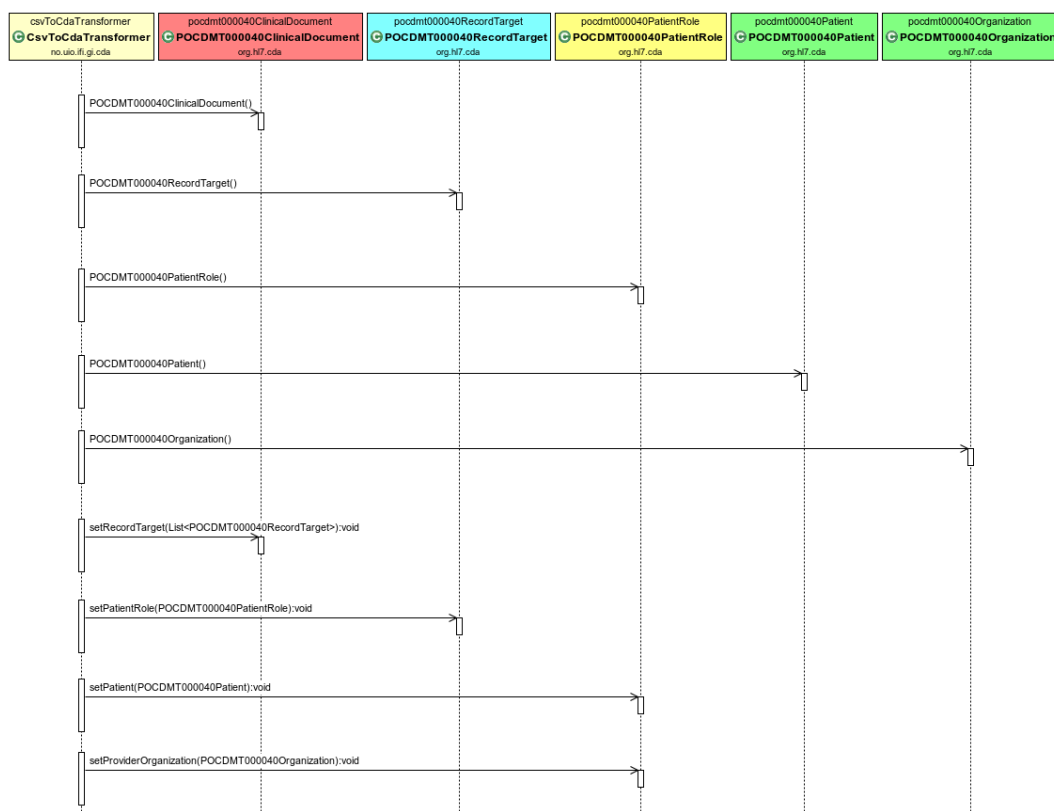 csvToCdaTransformer
CsvToCdaTransformer
no.uio.ifi.gi.cda
pocdmt000040ClinicalDocument
POCDMT000040ClinicalDocument
org.hl7.cda
pocdmt000040RecordTarget
POCDMT000040RecordTarget
org.hl7.cda
pocdmt000040PatientRole
POCDMT000040PatientRole
org.hl7.cda
pocdmt000040Patient
POCDMT000040Patient
org.hl7.cda
pocdmt000040Organization
POCDMT000040Organization
org.hl7.cda
POCDMT000040ClinicalDocument()
POCDMT000040RecordTarget()
POCDMT000040PatientRole()
POCDMT000040Patient()
POCDMT000040Organization()
setRecordTarget(List<POCDMT000040RecordTarget>):void
setPatientRole(POCDMT000040PatientRole):void
setPatient(POCDMT000040Patient):void
setProviderOrganization(POCDMT000040Organization):void